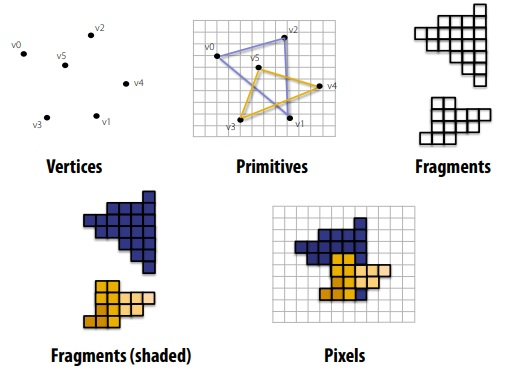 v0
v2
v5
v4
v3
v1
Vertices
v0
v2
v5
v4
v3
v1
Primitives
Fragments
Fragments (shaded)
Pixels